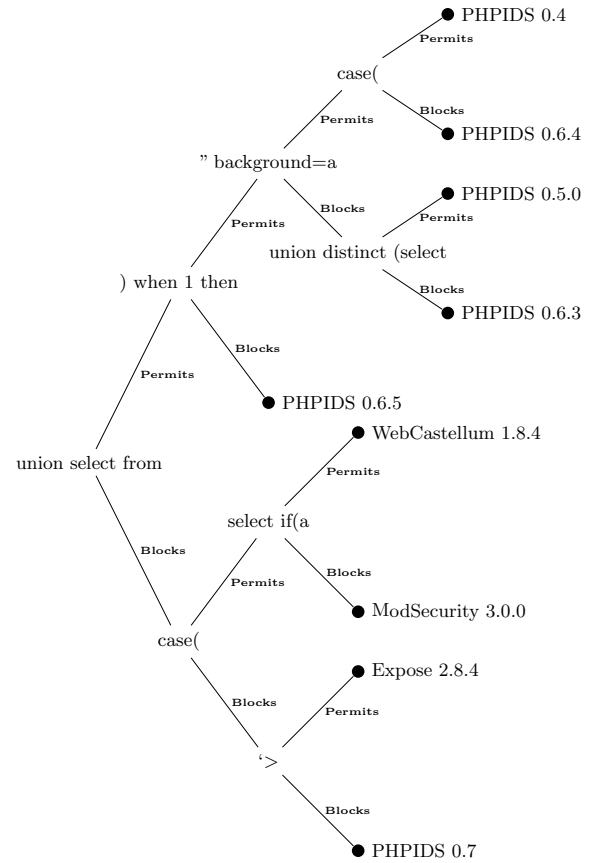 PHPIDS 0.4
Permits
case(
Blocks
Permits
PHPIDS 0.6.4
” background=a
PHPIDS 0.5.0
Blocks
Permits
Permits
union distinct (select
) when 1 then
Blocks
PHPIDS 0.6.3
Blocks
Permits
PHPIDS 0.6.5
WebCastellum 1.8.4
union select from
Permits
select if(a
Blocks
Blocks
Permits
ModSecurity 3.0.0
case(
Expose 2.8.4
Blocks
Permits
‘>
Blocks
PHPIDS 0.7